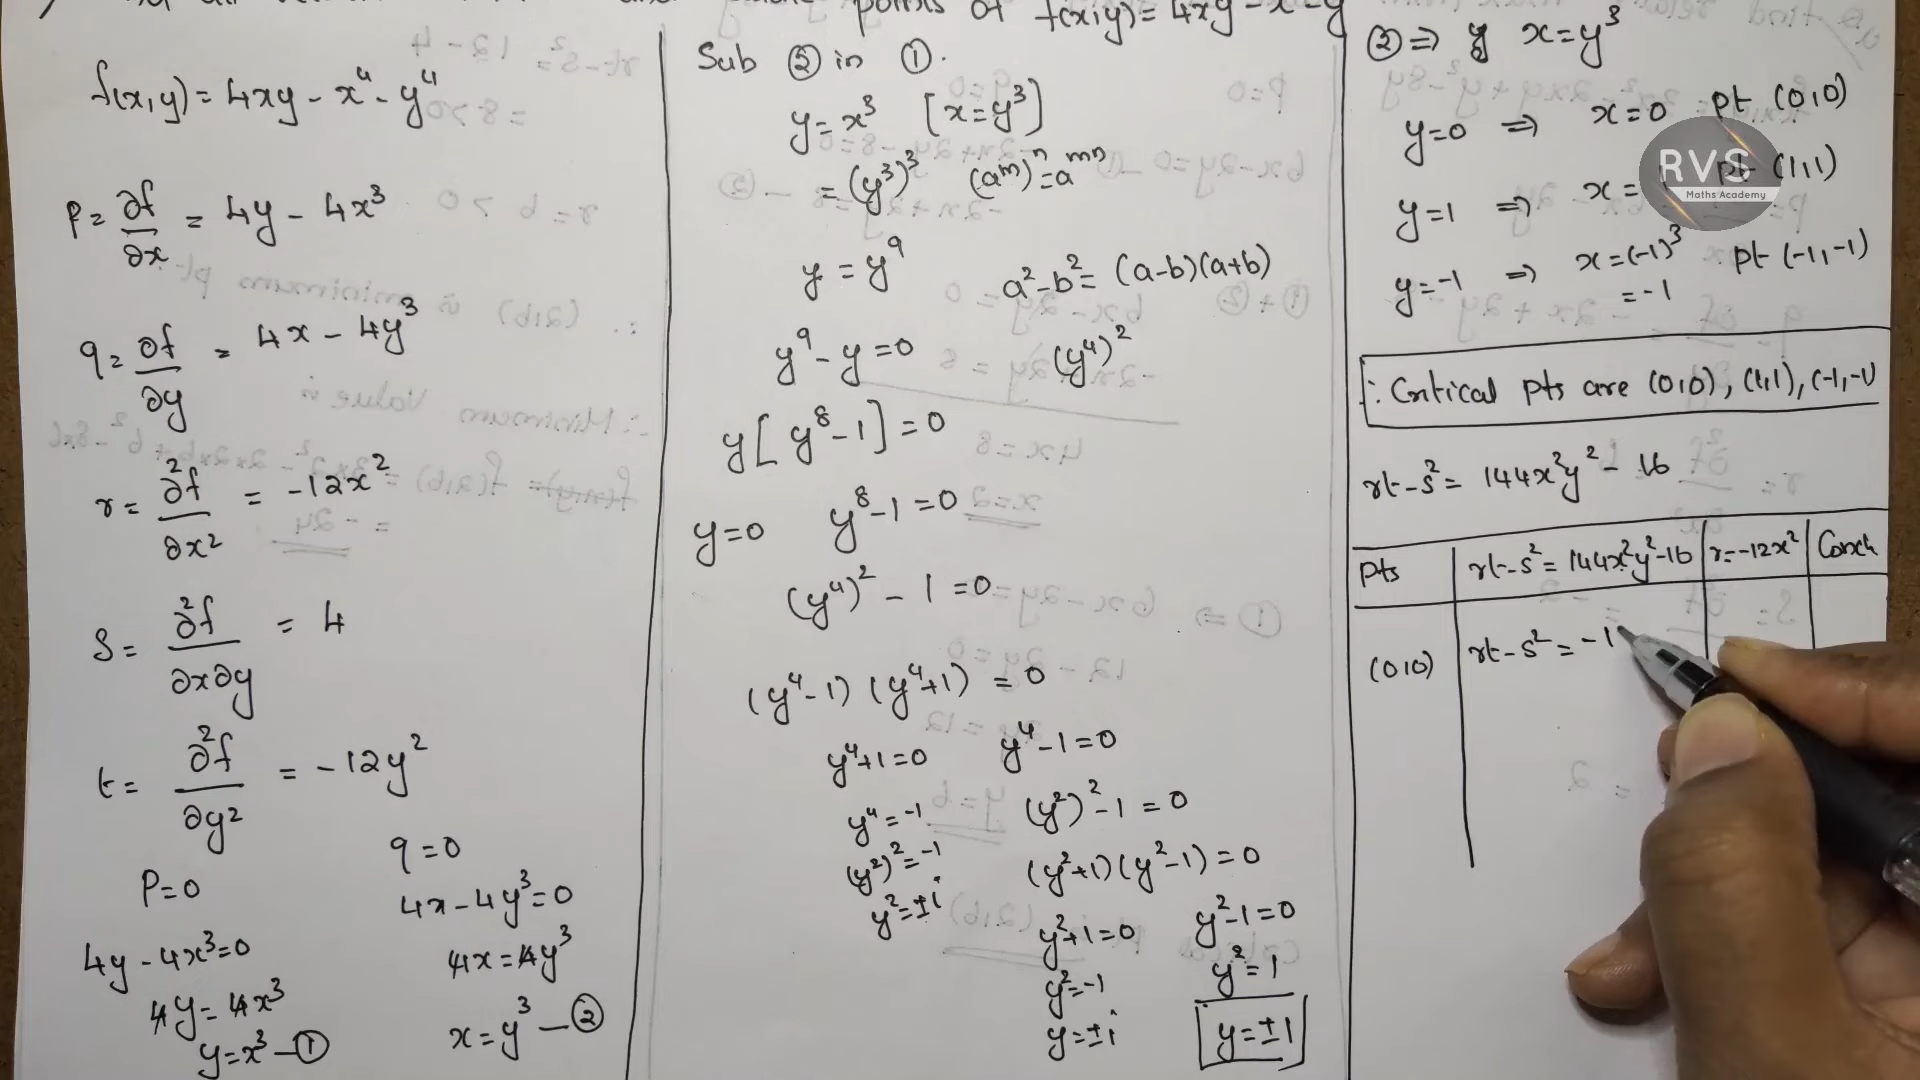 points of f(x,y) = 4xy - x - y
f(x,y) = 4xy - x⁴ - y⁴
P = ∂f/∂x = 4y - 4x³
q = ∂f/∂y = 4x - 4y³
r = ∂²f/∂x² = -12x²
S = ∂²f/∂x∂y = 4
t = ∂²f/∂y² = -12y²
P=0
4y - 4x³=0
4y = 4x³
y=x³ —①
q=0
4x - 4y³=0
4x = 4y³
x = y³ —②
Sub ② in ①.
y = x³ [x=y³]
= (y³)³ (aᵐ)ⁿ = aᵐⁿ
y = y⁹
a²-b² = (a-b)(a+b)
y⁹ - y = 0 (y⁴)²
y[y⁸-1] = 0
y=0 y⁸-1=0
(y⁴)² - 1 = 0
(y⁴-1)(y⁴+1) = 0
y⁴+1=0 y⁴-1=0
y⁴=-1 (y²)²-1=0
(y²)²=-1 (y²+1)(y²-1)=0
y²=±i
y²+1=0 y²-1=0
y²=-1 y²=1
y=±i y=±1
②⇒ x=y³
y=0 ⇒ x=0 pt (0,0)
y=1 ⇒ x= pt (1,1)
y=-1 ⇒ x=(-1)³ pt (-1,-1)
= -1
RVS
Maths Academy
∴ Critical pts are (0,0), (1,1), (-1,-1)
rt-s² = 144x²y² - 16
Pts rt-s² = 144x²y²-16 r=-12x² Conch
(0,0) rt-s² = -1